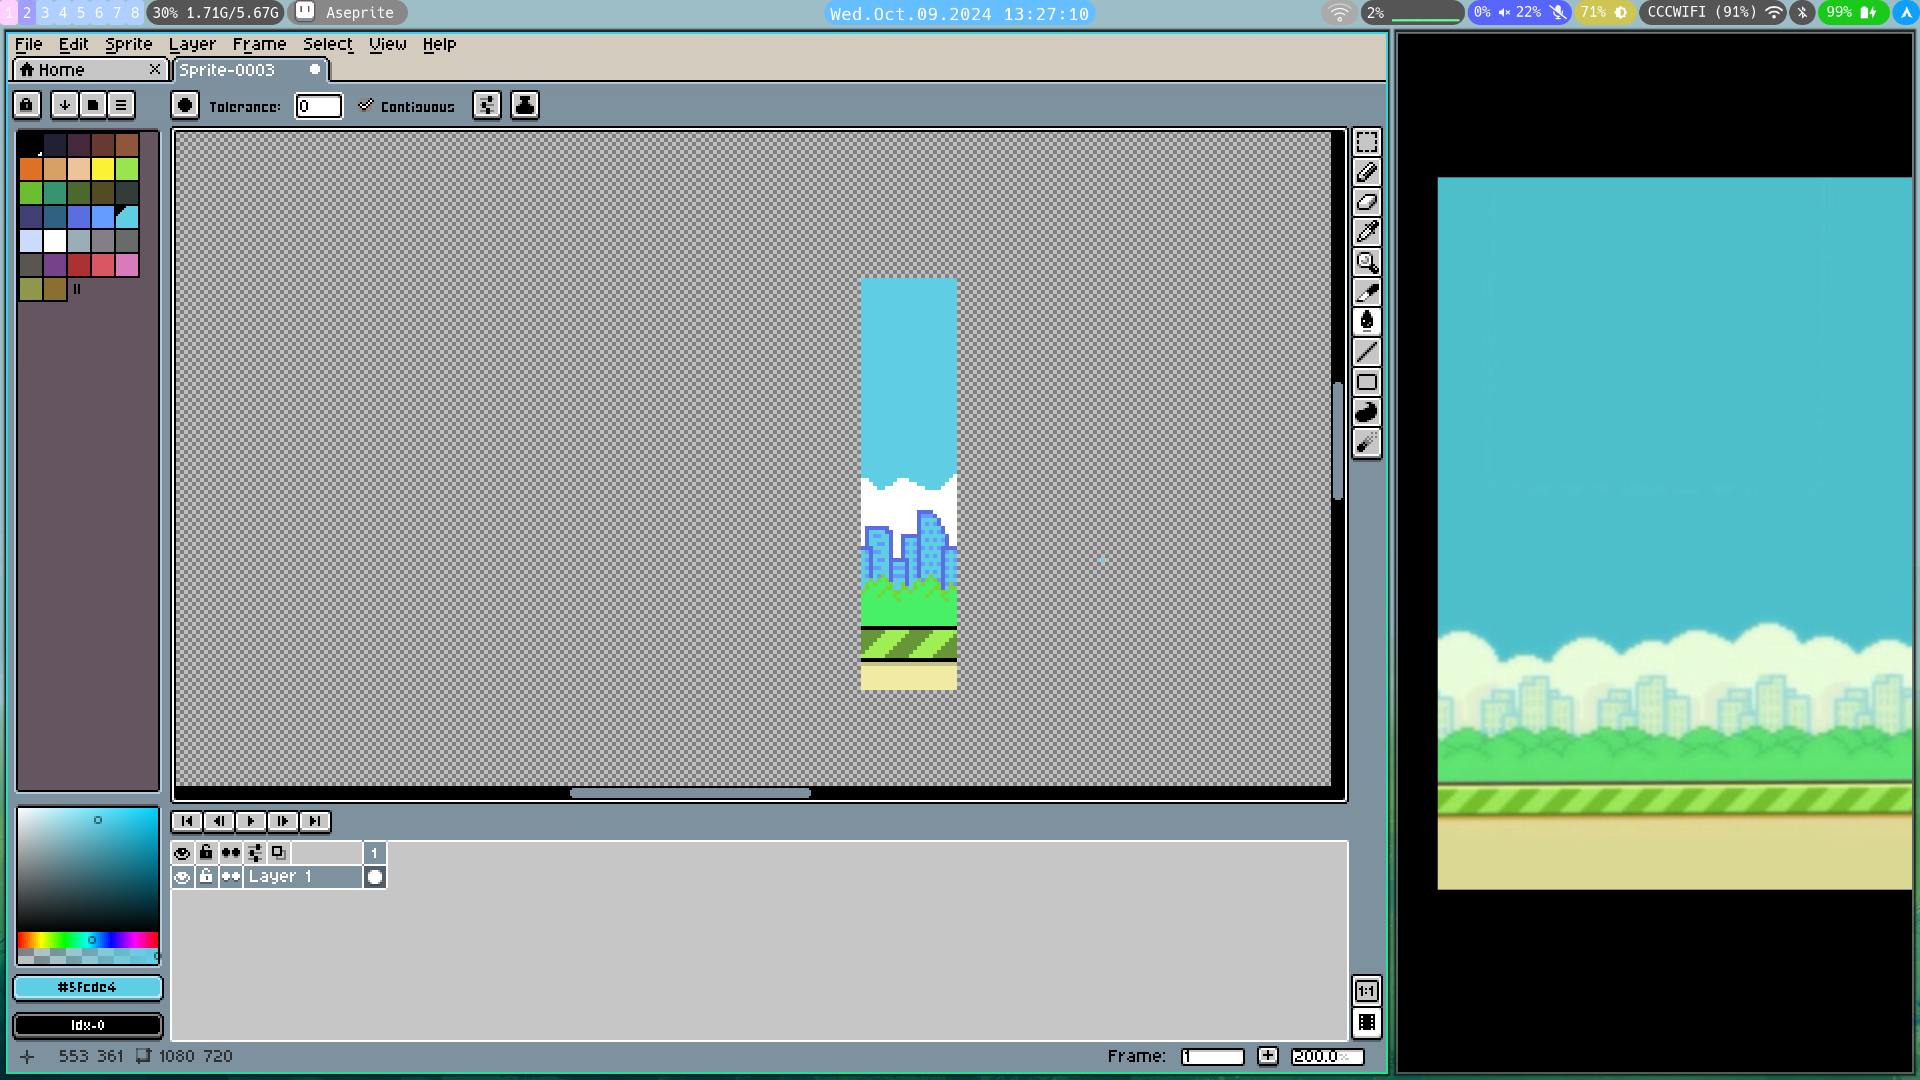 1 2 3 4 5 6 7 8 30% 1.71G/5.67G Aseprite Wed.Oct.09.2024 13:27:10 2% 0% 22% 71% CCCWIFI (91%) 99%
File Edit Sprite Layer Frame Select View Help
Home Sprite-0003
Tolerance: 0 Contiguous
1
Layer 1
#5fcde4
1:1
Idx-0
553 361 1080 720 Frame: 1 + 200.0%